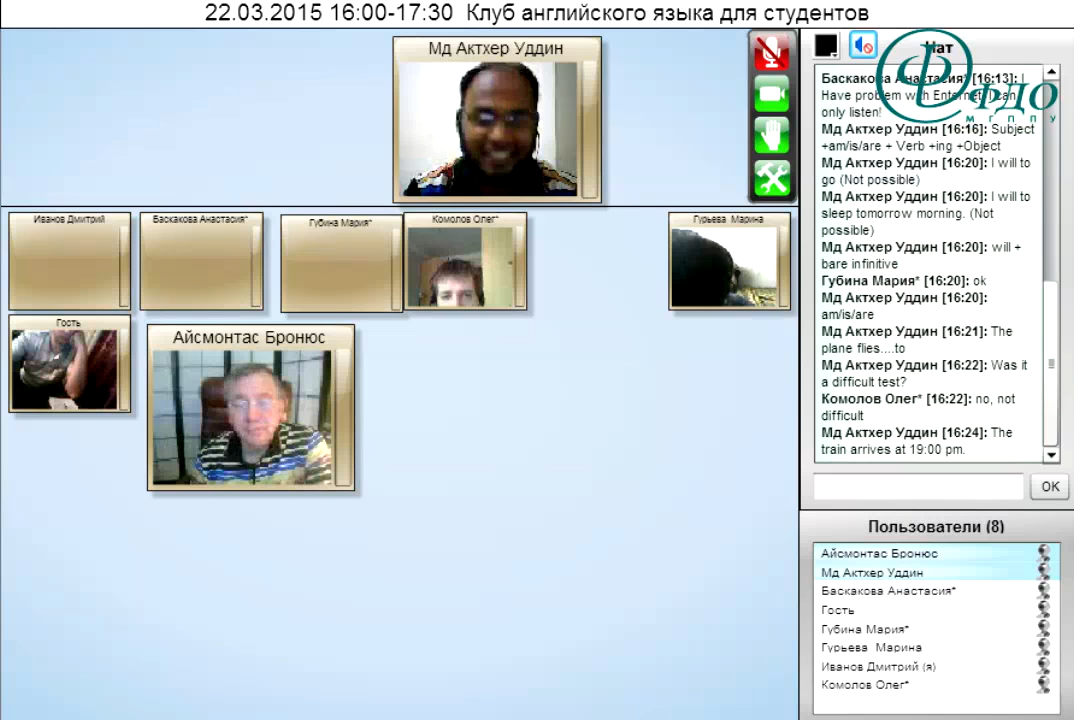 22.03.2015 16:00-17:30 Клуб английского языка для студентов
Мд Актхер Уддин
Иванов Дмитрий
Баскакова Анастасия*
Губина Мария*
Комолов Олег*
Гурьева Марина
Гость
Айсмонтас Бронюс
Чат
ФДО
МГППУ
Баскакова Анастасия* [16:13]: I
Have problem with Enternet, I can
only listen!
Мд Актхер Уддин [16:16]: Subject
+am/is/are + Verb +ing +Object
Мд Актхер Уддин [16:20]: I will to
go (Not possible)
Мд Актхер Уддин [16:20]: I will to
sleep tomorrow morning. (Not
possible)
Мд Актхер Уддин [16:20]: will +
bare infinitive
Губина Мария* [16:20]: ok
Мд Актхер Уддин [16:20]:
am/is/are
Мд Актхер Уддин [16:21]: The
plane flies....to
Мд Актхер Уддин [16:22]: Was it
a difficult test?
Комолов Олег* [16:22]: no, not
difficult
Мд Актхер Уддин [16:24]: The
train arrives at 19:00 pm.
OK
Пользователи (8)
Айсмонтас Бронюс
Мд Актхер Уддин
Баскакова Анастасия*
Гость
Губина Мария*
Гурьева Марина
Иванов Дмитрий (я)
Комолов Олег*